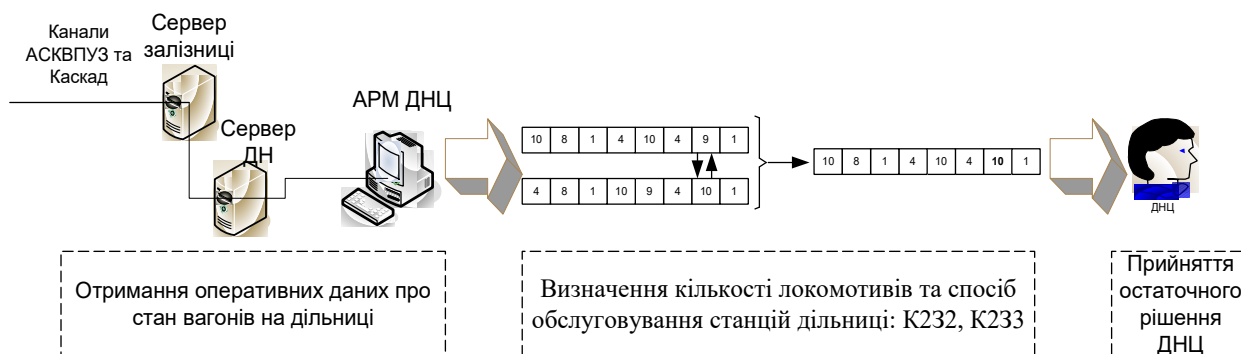 Канали
АСКВПУЗ та
Каскад
Сервер
залізниці
Сервер
ДН
АРМ ДНЦ
10 8 1 4 10 4 9 1
4 8 1 10 9 4 10 1
10 8 1 4 10 4 10 1
ДНЦ
Отримання оперативних даних про
стан вагонів на дільниці
Визначення кількості локомотивів та спосіб
обслуговування станцій дільниці: К2З2, К2З3
Прийняття
остаточного
рішення
ДНЦ